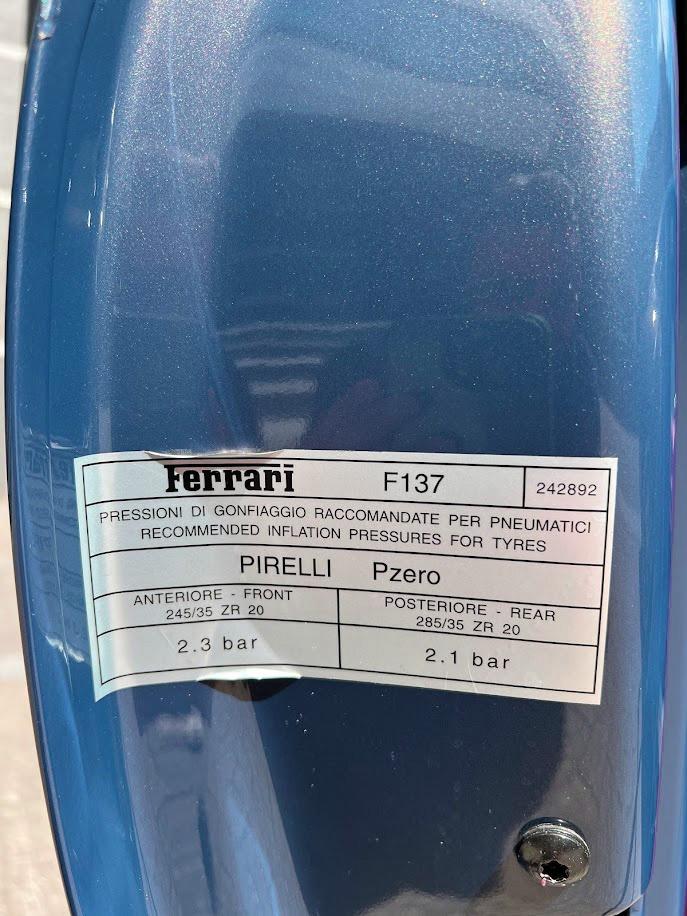 Ferrari F137 242892
PRESSIONI DI GONFIAGGIO RACCOMANDATE PER PNEUMATICI
RECOMMENDED INFLATION PRESSURES FOR TYRES
PIRELLI Pzero
ANTERIORE - FRONT
245/35 ZR 20
POSTERIORE - REAR
285/35 ZR 20
2.3 bar
2.1 bar